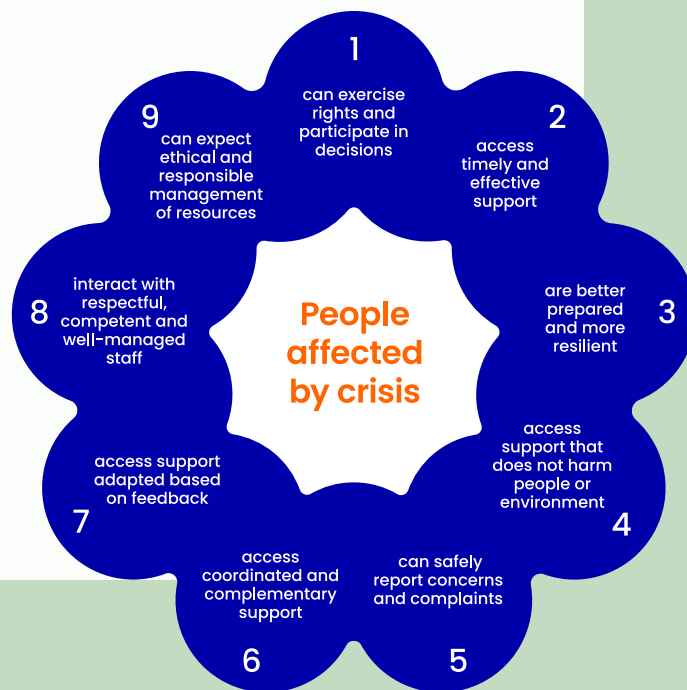 1
can exercise
rights and
participate in
decisions
2
access
timely and
effective
support
3
are better
prepared
and more
resilient
4
access
support that
does not harm
people or
environment
5
can safely
report concerns
and complaints
6
access
coordinated and
complementary
support
7
access support
adapted based
on feedback
8
interact with
respectful,
competent and
well-managed
staff
9
can expect
ethical and
responsible
management
of resources
People
affected
by crisis